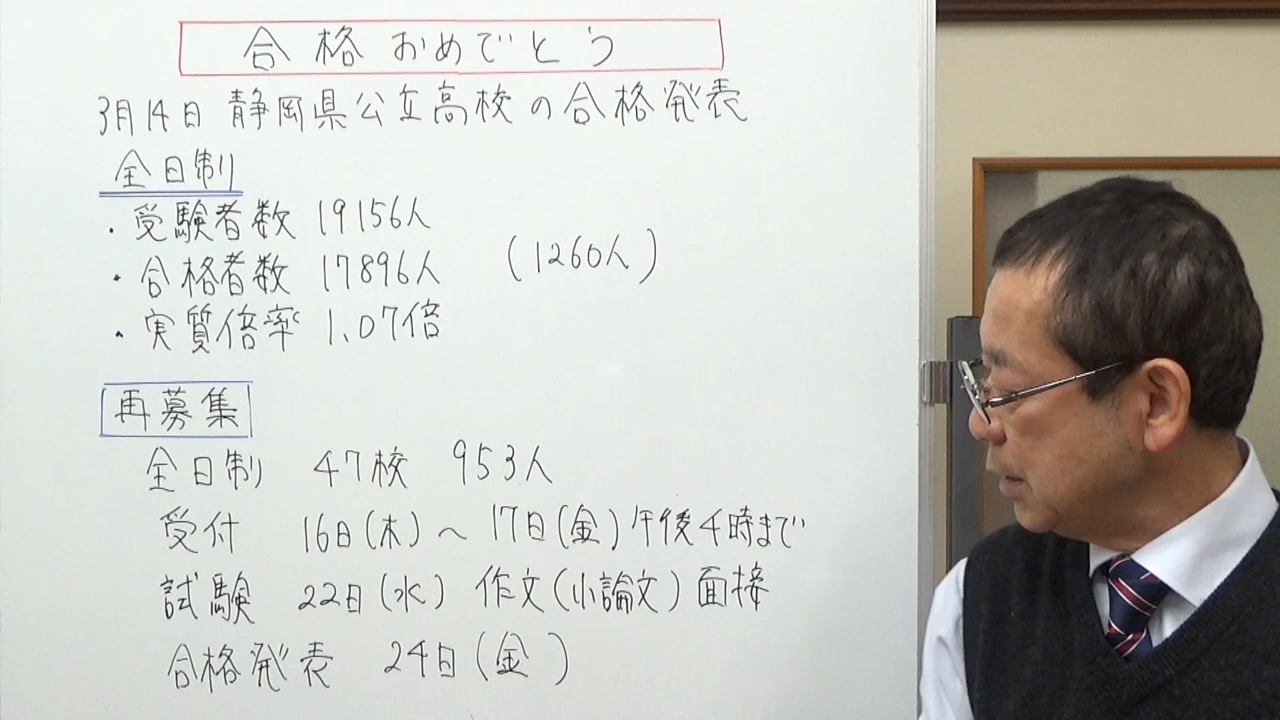 合格おめでとう
3月14日 静岡県公立高校の合格発表
全日制
・受験者数 19156人
・合格者数 17896人 (1260人)
・実質倍率 1.07倍
再募集
全日制 47校 953人
受付 16日(木)~17日(金)午後4時まで
試験 22日(水) 作文(小論文)面接
合格発表 24日(金)